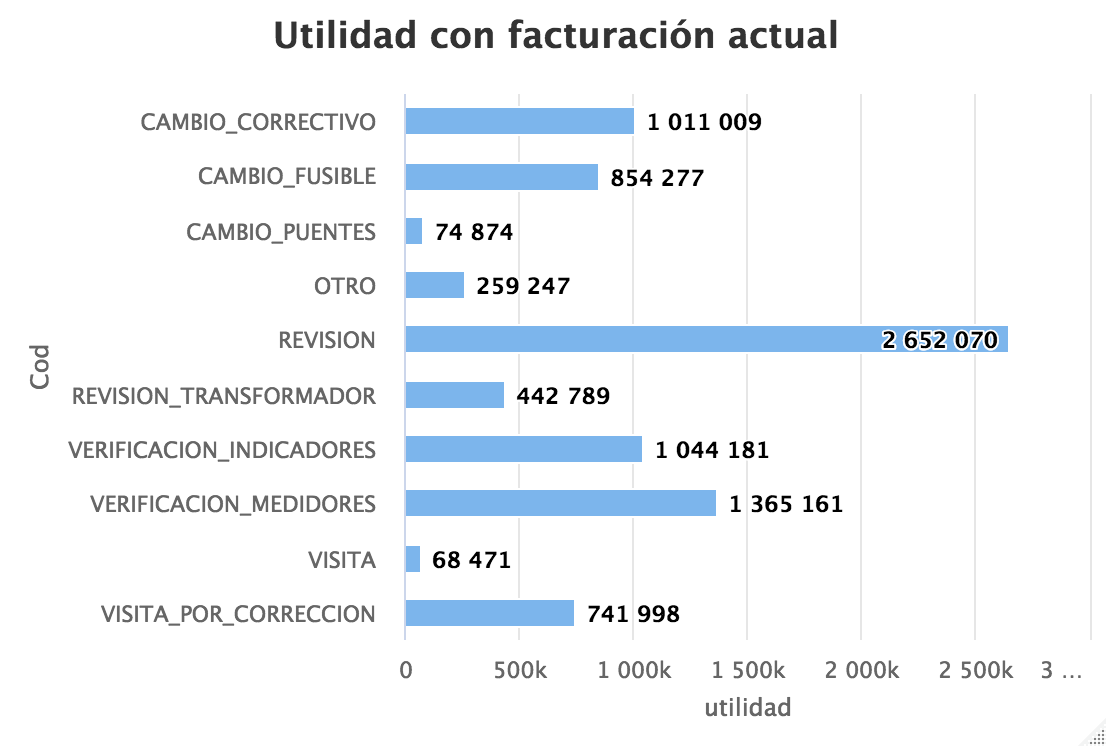 Utilidad con facturación actual
CAMBIO_CORRECTIVO 1 011 009
CAMBIO_FUSIBLE 854 277
CAMBIO_PUENTES 74 874
OTRO 259 247
REVISION 2 652 070
REVISION_TRANSFORMADOR 442 789
VERIFICACION_INDICADORES 1 044 181
VERIFICACION_MEDIDORES 1 365 161
VISITA 68 471
VISITA_POR_CORRECCION 741 998
Cod
0 500k 1 000k 1 500k 2 000k 2 500k 3 ...
utilidad